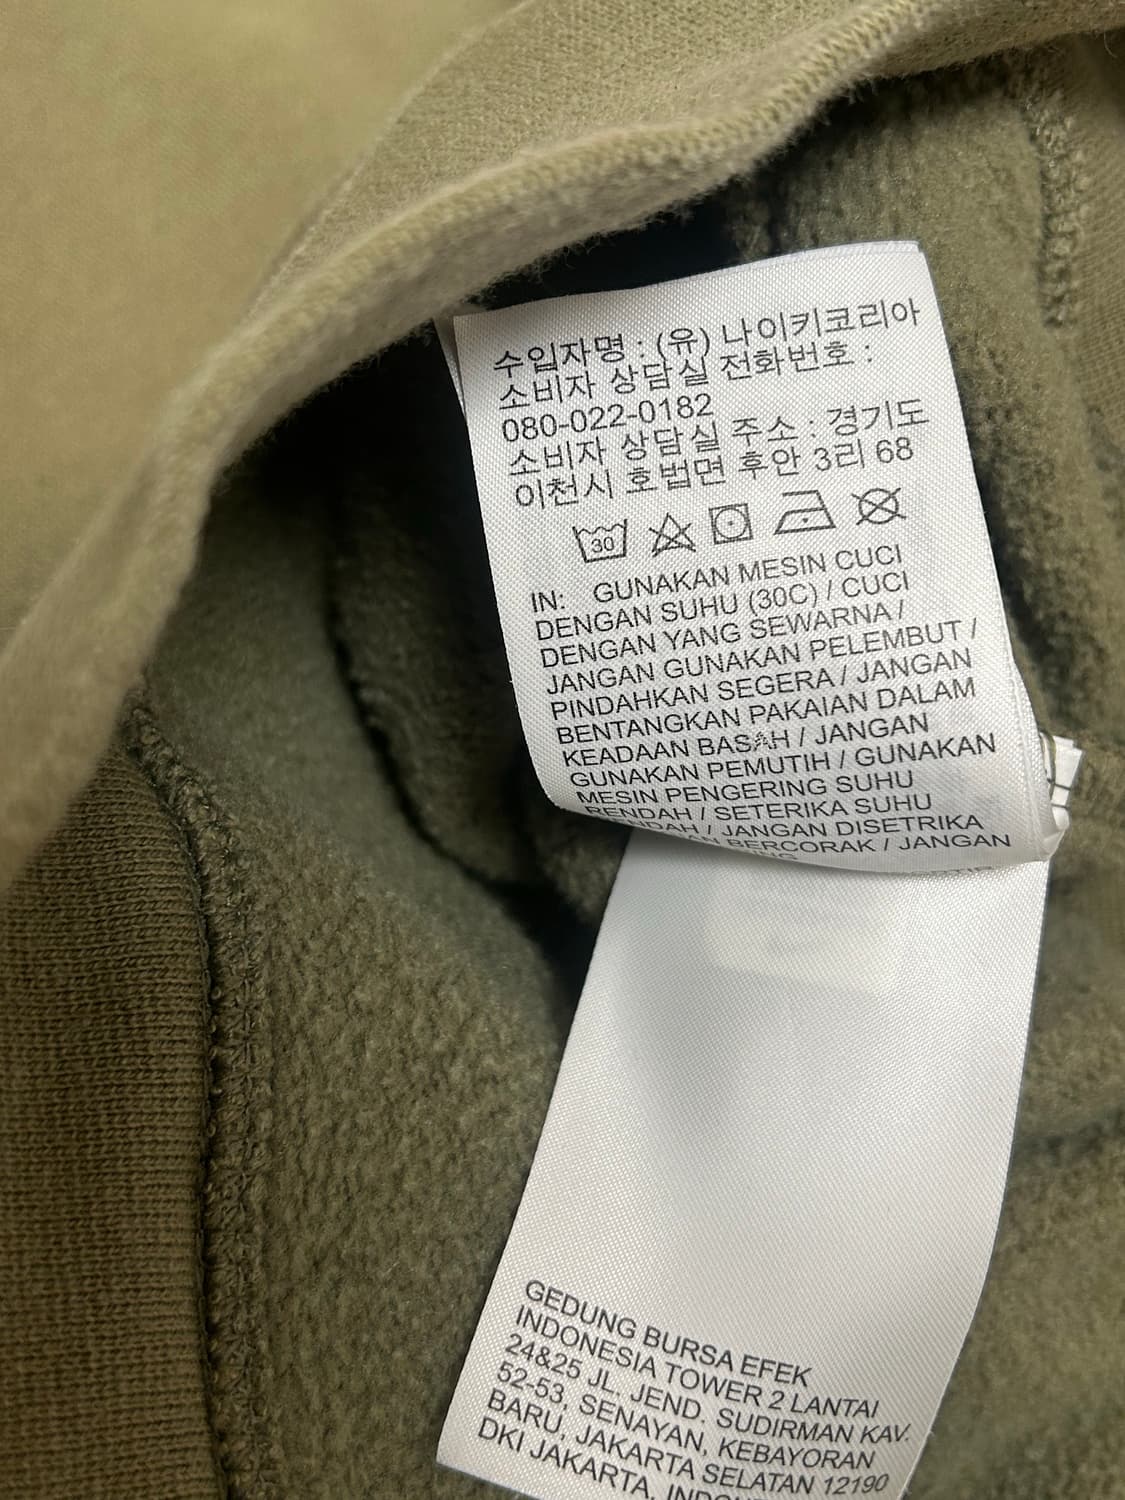 수입자명 : (유) 나이키코리아
소비자 상담실 전화번호 :
080-022-0182
소비자 상담실 주소 : 경기도
이천시 호법면 후안 3리 68
30
IN: GUNAKAN MESIN CUCI
DENGAN SUHU (30C) / CUCI
DENGAN YANG SEWARNA /
JANGAN GUNAKAN PELEMBUT /
PINDAHKAN SEGERA / JANGAN
BENTANGKAN PAKAIAN DALAM
KEADAAN BASAH / JANGAN
GUNAKAN PEMUTIH / GUNAKAN
MESIN PENGERING SUHU
RENDAH / SETERIKA SUHU
RENDAH / JANGAN DISETRIKA
BERCORAK / JANGAN
GEDUNG BURSA EFEK
INDONESIA TOWER 2 LANTAI
24&25 JL. JEND. SUDIRMAN KAV.
52-53, SENAYAN, KEBAYORAN
BARU, JAKARTA SELATAN 12190
DKI JAKARTA,